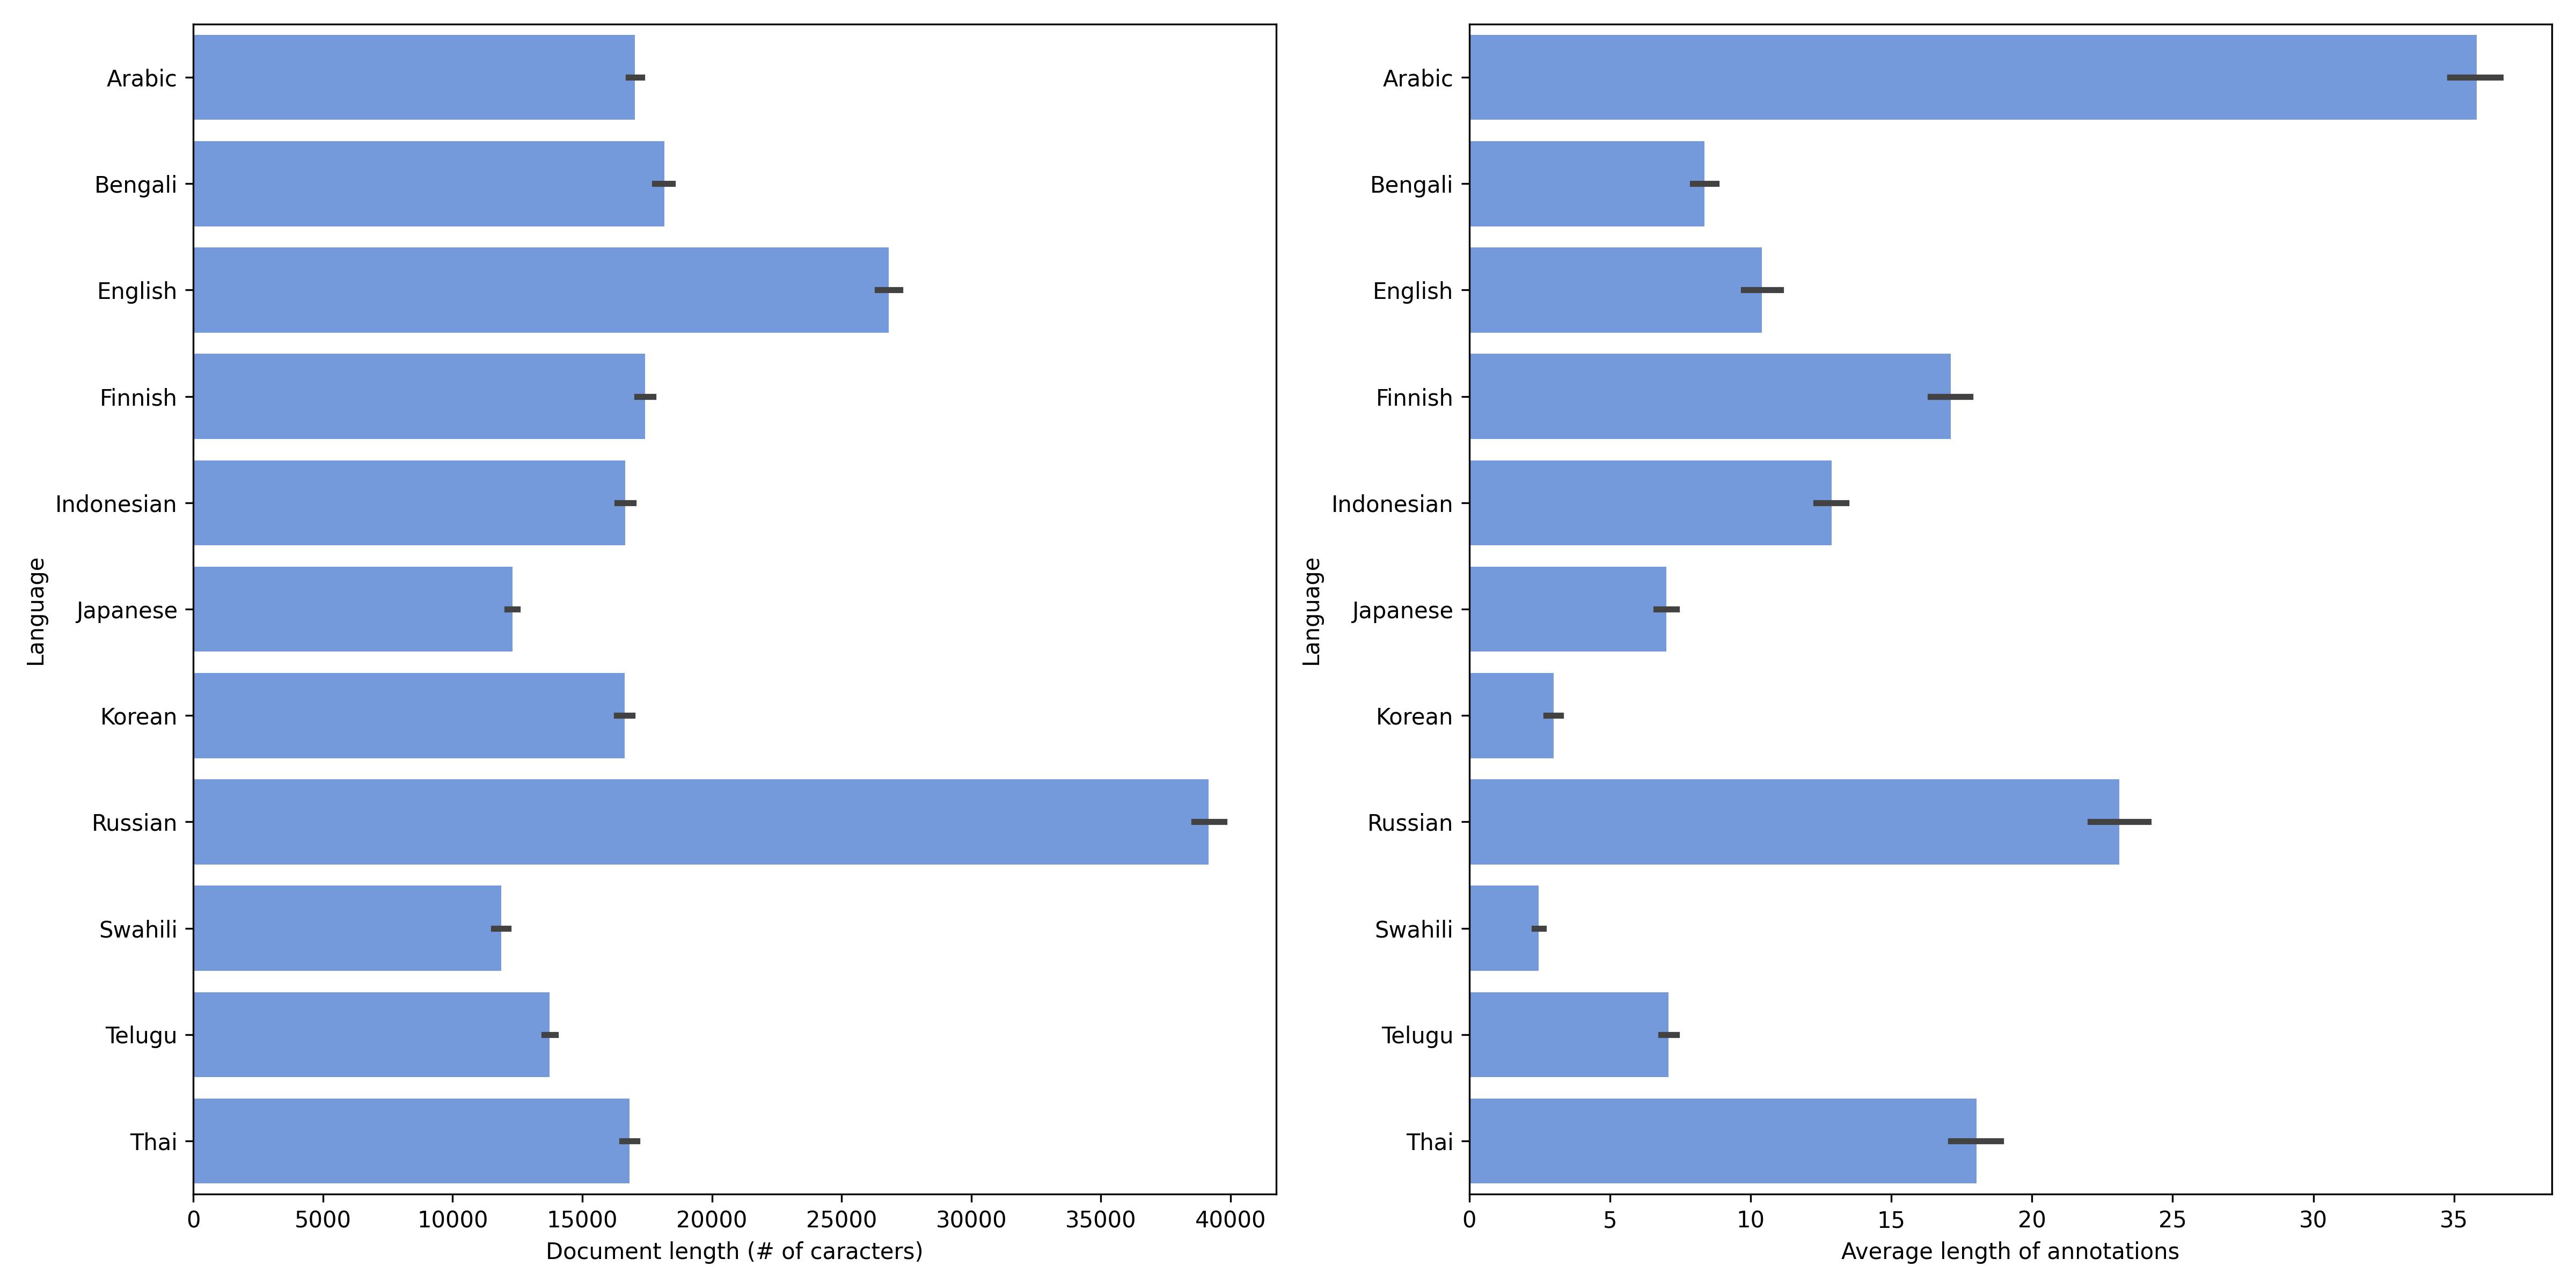 Language
Arabic
Bengali
English
Finnish
Indonesian
Japanese
Korean
Russian
Swahili
Telugu
Thai
0 5000 10000 15000 20000 25000 30000 35000 40000
Document length (# of caracters)
Language
Arabic
Bengali
English
Finnish
Indonesian
Japanese
Korean
Russian
Swahili
Telugu
Thai
0 5 10 15 20 25 30 35
Average length of annotations